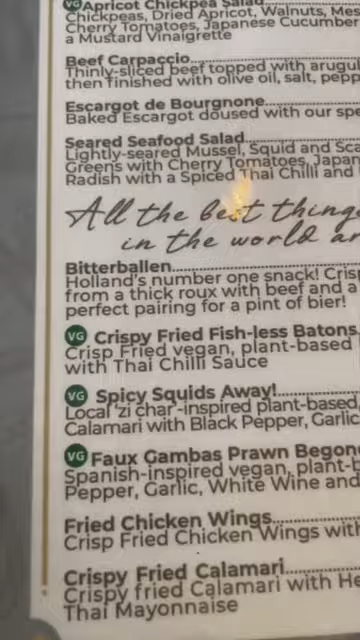 VG Apricot Chickpea Salad
Chickpeas, Dried Apricot, Walnuts, Mes
Cherry Tomatoes, Japanese Cucumber
a Mustard Vinaigrette
Beef Carpaccio
Thinly-sliced beef topped with arugul
then finished with olive oil, salt, pepp
Escargot de Bourgnone
Baked Escargot doused with our spe
Seared Seafood Salad
Lightly-seared Mussel, Squid and Sca
Greens with Cherry Tomatoes, Japan
Radish with a Spiced Thai Chilli and
All the best thing
in the world ar
Bitterballen
Holland's number one snack! Crisp
from a thick roux with beef and a
perfect pairing for a pint of bier!
VG Crispy Fried Fish-less Batons
Crisp Fried vegan, plant-based
with Thai Chilli Sauce
VG Spicy Squids Away!
Local 'zi char'-inspired plant-based
Calamari with Black Pepper, Garlic
VG Faux Gambas Prawn Begon
Spanish-inspired vegan, plant-b
Pepper, Garlic, White Wine and
Fried Chicken Wings
Crisp Fried Chicken Wings with
Crispy Fried Calamari
Crispy fried Calamari with He
Thai Mayonnaise